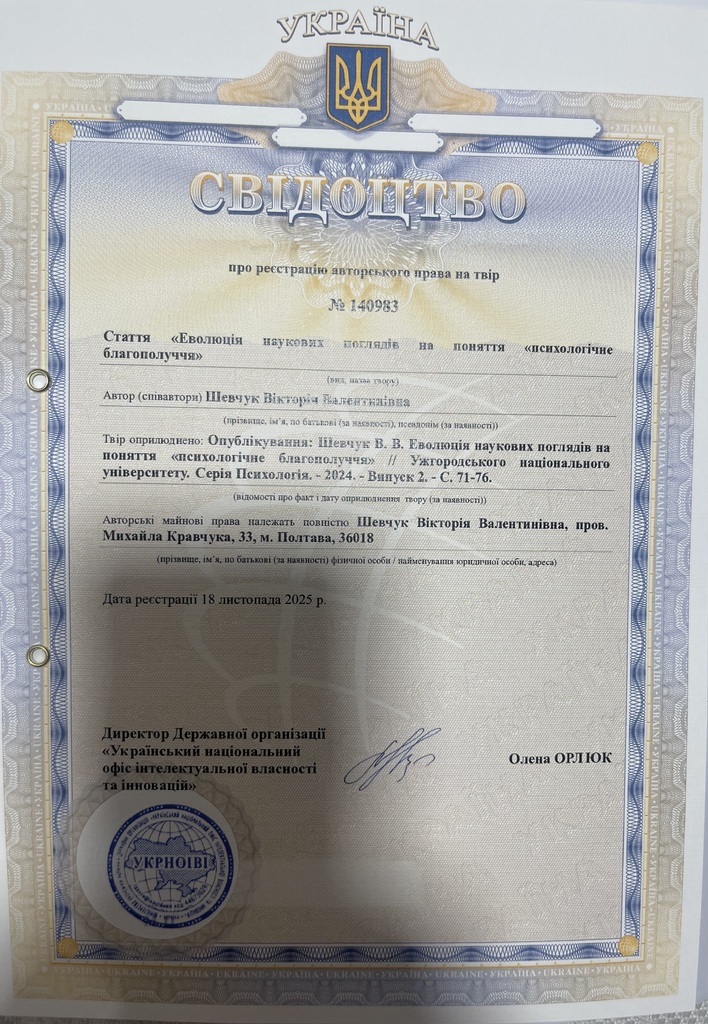 УКРАЇНА
СВІДОЦТВО
про реєстрацію авторського права на твір
№ 140983
Стаття «Еволюція наукових поглядів на поняття «психологічне
благополуччя»
(вид, назва твору)
Автор (співавтори) Шевчук Вікторія Валентинівна
(прізвище, ім'я, по батькові (за наявності), псевдонім (за наявності))
Твір оприлюднено: Опублікування: Шевчук В. В. Еволюція наукових поглядів на
поняття «психологічне благополуччя» // Ужгородського національного
університету. Серія Психологія. - 2024. - Випуск 2. - С. 71-76.
(відомості про факт і дату оприлюднення твору (за наявності))
Авторські майнові права належать повністю Шевчук Вікторія Валентинівна, пров.
Михайла Кравчука, 33, м. Полтава, 36018
(прізвище, ім'я, по батькові (за наявності) фізичної особи / найменування юридичної особи, адреса)
Дата реєстрації 18 листопада 2025 р.
Директор Державної організації
«Український національний
офіс інтелектуальної власності
та інновацій»
Олена ОРЛЮК
УКРНОІВІ